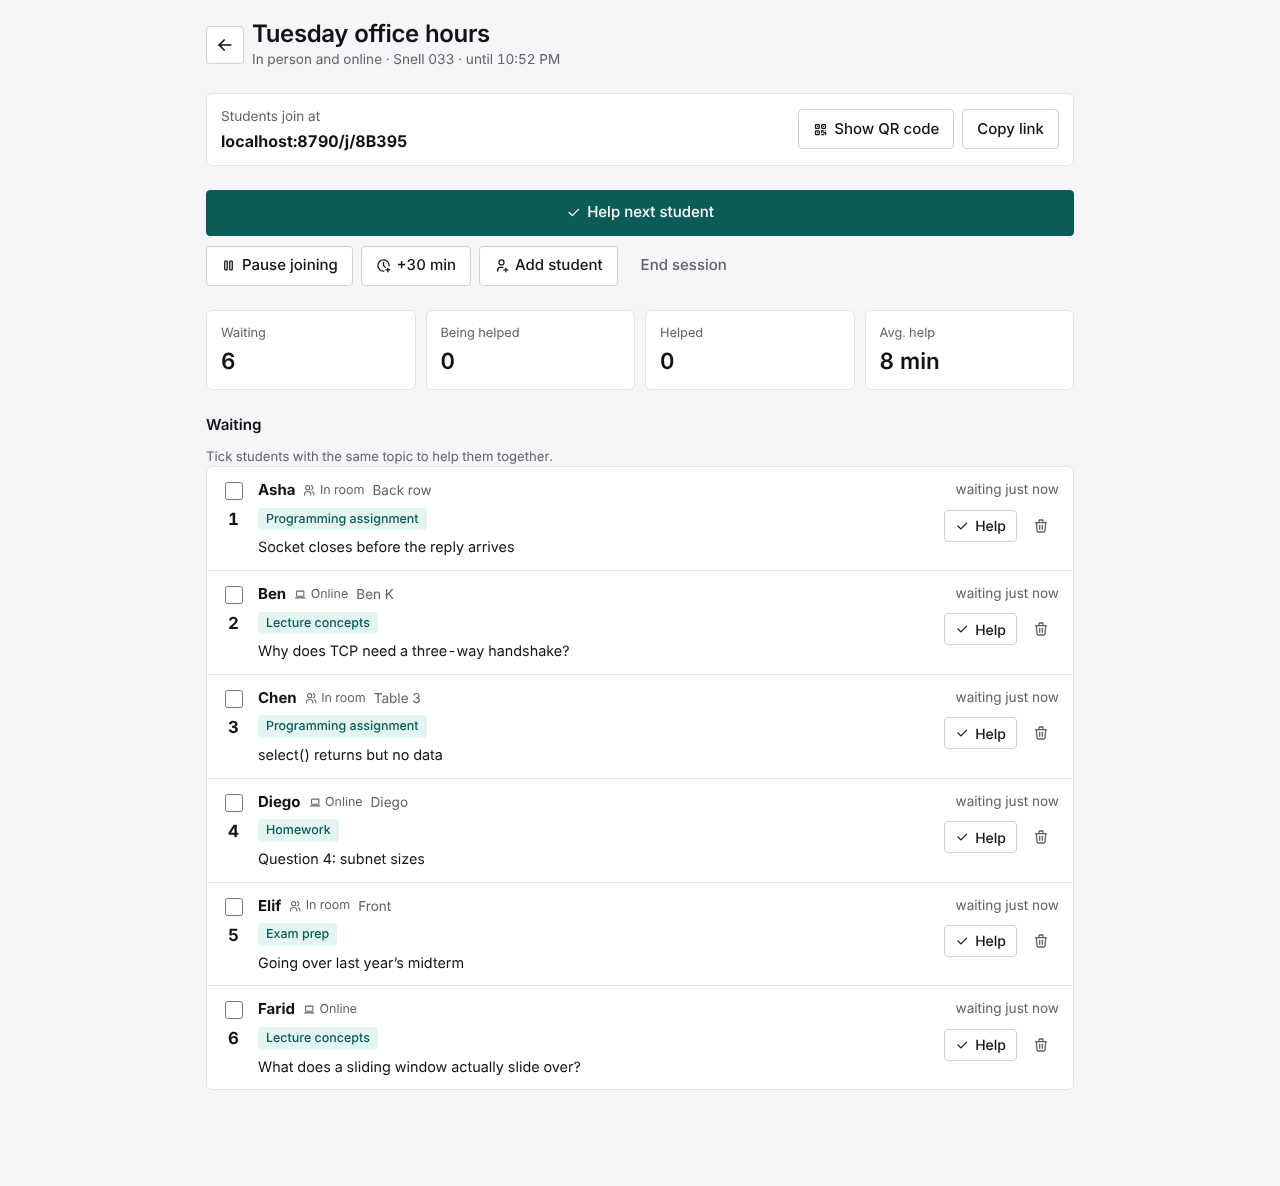 Tuesday office hours
In person and online · Snell 033 · until 10:52 PM
Students join at
localhost:8790/j/8B395
Show QR code
Copy link
Help next student
Pause joining
+30 min
Add student
End session
Waiting
6
Being helped
0
Helped
0
Avg. help
8 min
Waiting
Tick students with the same topic to help them together.
Asha In room Back row waiting just now
1 Programming assignment Help
Socket closes before the reply arrives
Ben Online Ben K waiting just now
2 Lecture concepts Help
Why does TCP need a three-way handshake?
Chen In room Table 3 waiting just now
3 Programming assignment Help
select() returns but no data
Diego Online Diego waiting just now
4 Homework Help
Question 4: subnet sizes
Elif In room Front waiting just now
5 Exam prep Help
Going over last year’s midterm
Farid Online waiting just now
6 Lecture concepts Help
What does a sliding window actually slide over?